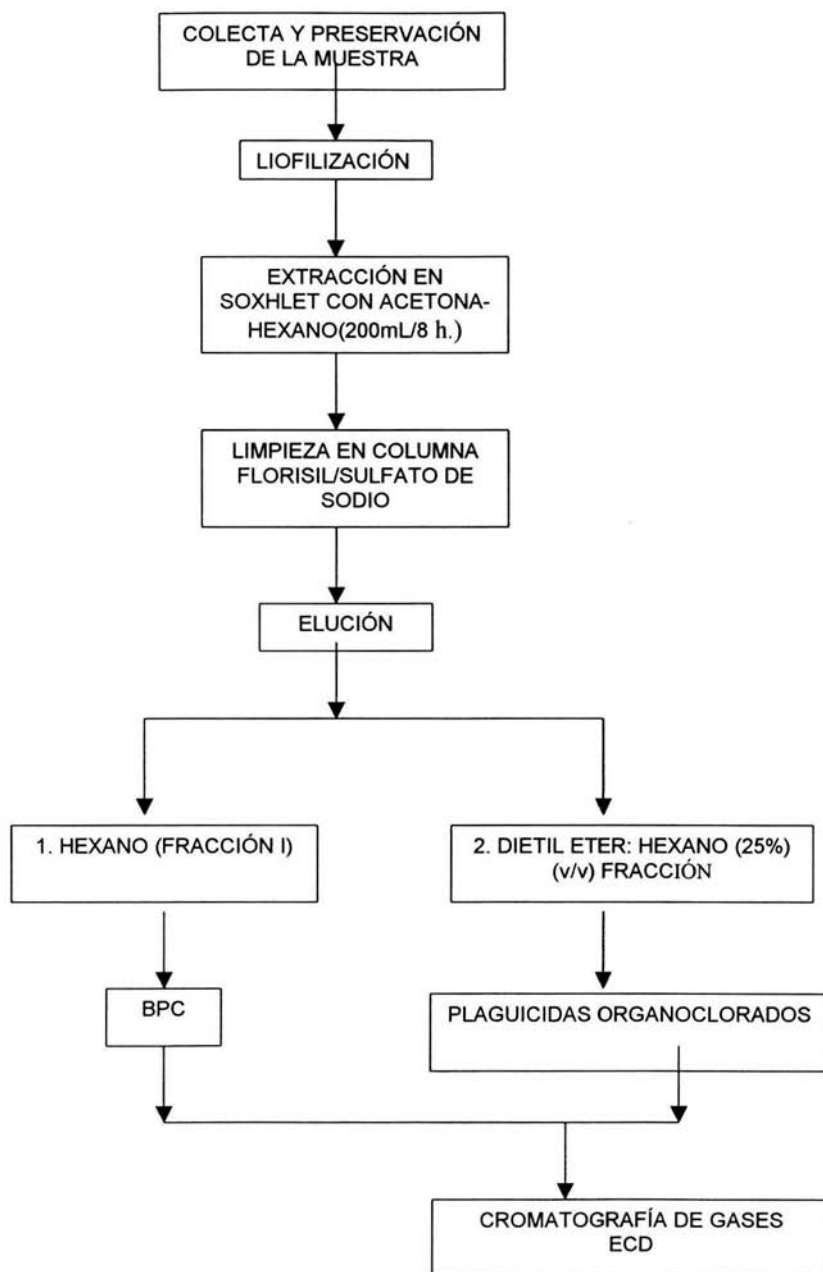 COLECTA Y PRESERVACIÓN
DE LA MUESTRA
LIOFILIZACIÓN
EXTRACCIÓN EN
SOXHLET CON ACETONA-
HEXANO(200mL/8 h.)
LIMPIEZA EN COLUMNA
FLORISIL/SULFATO DE
SODIO
ELUCIÓN
1. HEXANO (FRACCIÓN I)
2. DIETIL ETER: HEXANO (25%)
(v/v) FRACCIÓN
BPC
PLAGUICIDAS ORGANOCLORADOS
CROMATOGRAFÍA DE GASES
ECD